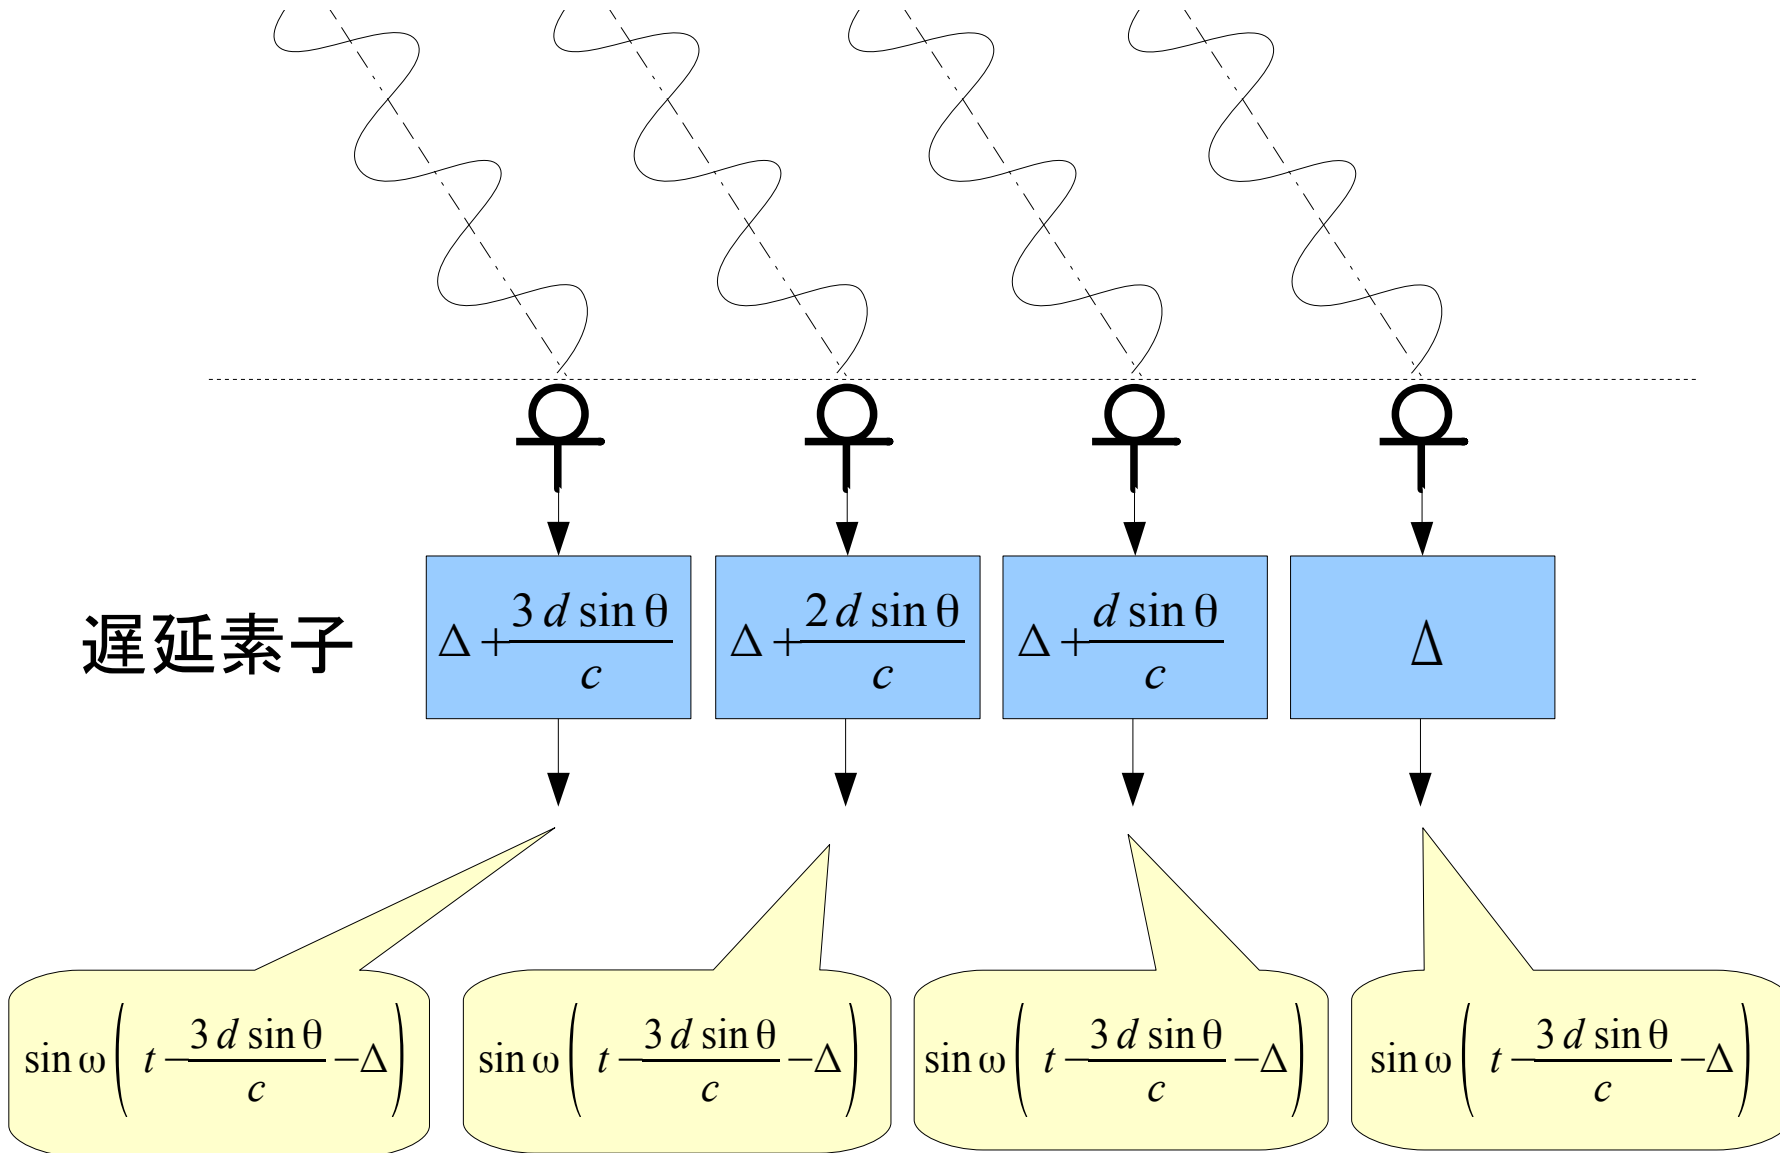 遅延素子
Δ + 3 d sin θ / c
Δ + 2 d sin θ / c
Δ + d sin θ / c
Δ
sin ω ( t − 3 d sin θ / c − Δ )
sin ω ( t − 3 d sin θ / c − Δ )
sin ω ( t − 3 d sin θ / c − Δ )
sin ω ( t − 3 d sin θ / c − Δ )